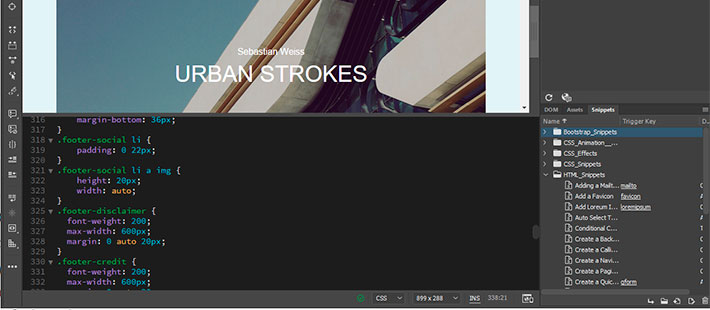 Sebastian Weiss
URBAN STROKES
316 margin-bottom: 36px;
317 }
318 .footer-social li {
319 padding: 0 22px;
320 }
321 .footer-social li a img {
322 height: 20px;
323 width: auto;
324 }
325 .footer-disclaimer {
326 font-weight: 200;
327 max-width: 600px;
328 margin: 0 auto 20px;
329 }
330 .footer-credit {
331 font-weight: 200;
332 max-width: 600px;
CSS
899 x 288
INS
338:21
DOM Assets Snippets
Name Trigger Key D...
Bootstrap_Snippets
CSS_Animation__...
CSS_Effects
CSS_Snippets
HTML_Snippets
Adding a Mailt... mailto
Add a Favicon favicon
Add Loreum I... loremipsum
Auto Select T...
Conditional C...
Create a Back...
Create a Calli...
Create a Navi...
Create a Pagi...
Create a Quic... qform